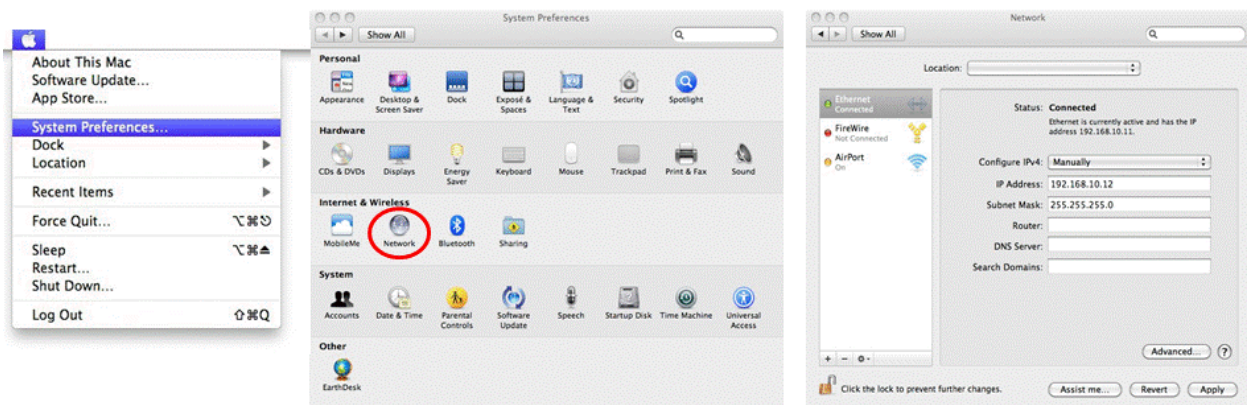 About This Mac
Software Update...
App Store...
System Preferences...
Dock
Location
Recent Items
Force Quit... ⌥⌘⎋
Sleep ⌥⌘⏏
Restart...
Shut Down...
Log Out ⇧⌘Q
System Preferences
Show All
Personal
Appearance
Desktop &
Screen Saver
Dock
Exposé &
Spaces
Language &
Text
Security
Spotlight
Hardware
CDs & DVDs
Displays
Energy
Saver
Keyboard
Mouse
Trackpad
Print & Fax
Sound
Internet & Wireless
MobileMe
Network
Bluetooth
Sharing
System
Accounts
Date & Time
Parental
Controls
Software
Update
Speech
Startup Disk
Time Machine
Universal
Access
Other
EarthDesk
Network
Show All
Location:
Ethernet
Connected
FireWire
Not Connected
AirPort
On
Status: Connected
Ethernet is currently active and has the IP
address 192.168.10.11.
Configure IPv4: Manually
IP Address: 192.168.10.12
Subnet Mask: 255.255.255.0
Router:
DNS Server:
Search Domains:
Advanced... ?
Click the lock to prevent further changes.
Assist me... Revert Apply